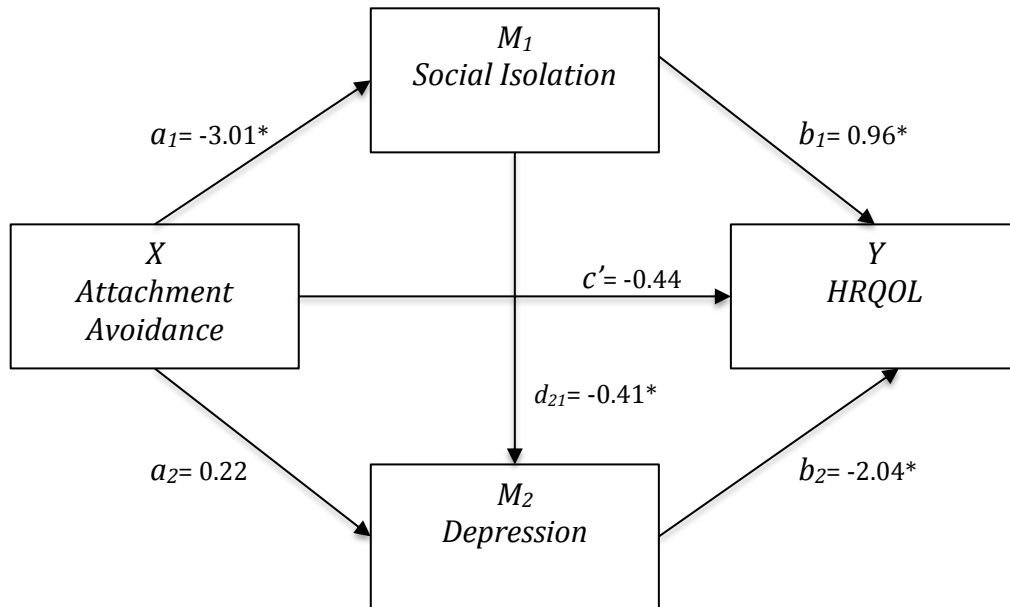 M1
Social Isolation
a1= -3.01*
b1= 0.96*
X
Attachment
Avoidance
c’= -0.44
Y
HRQOL
d21= -0.41*
a2= 0.22
M2
Depression
b2= -2.04*